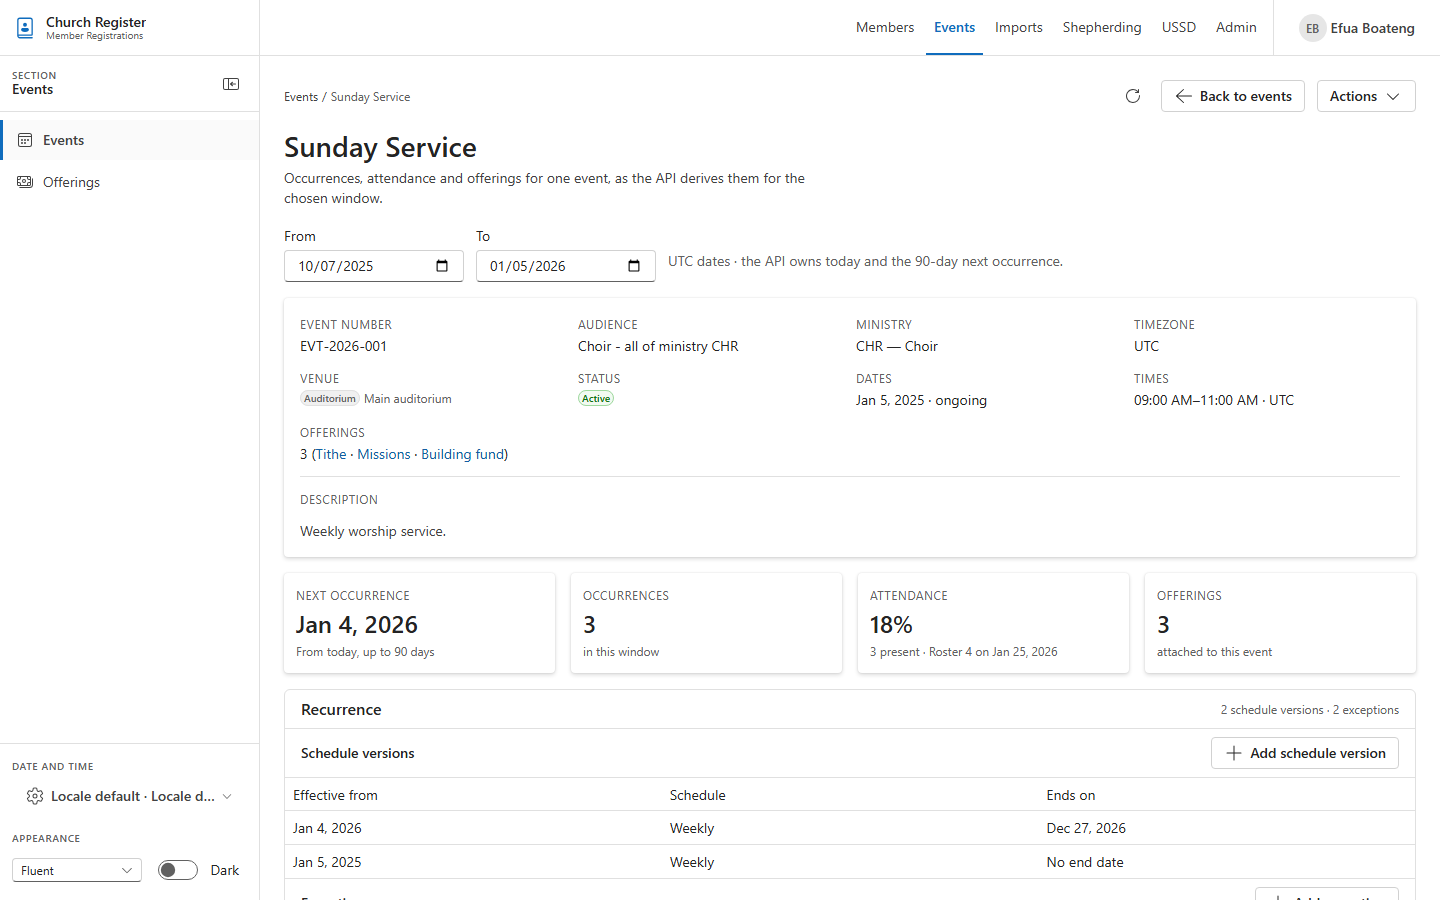 Church Register
Member Registrations
Members
Events
Imports
Shepherding
USSD
Admin
EB
Efua Boateng
SECTION
Events
Events
Offerings
Events / Sunday Service
Back to events
Actions
Sunday Service
Occurrences, attendance and offerings for one event, as the API derives them for the
chosen window.
From
To
10/07/2025
01/05/2026
UTC dates · the API owns today and the 90-day next occurrence.
EVENT NUMBER
EVT-2026-001
AUDIENCE
Choir - all of ministry CHR
MINISTRY
CHR — Choir
TIMEZONE
UTC
VENUE
Auditorium Main auditorium
STATUS
Active
DATES
Jan 5, 2025 · ongoing
TIMES
09:00 AM–11:00 AM · UTC
OFFERINGS
3 (Tithe · Missions · Building fund)
DESCRIPTION
Weekly worship service.
NEXT OCCURRENCE
Jan 4, 2026
From today, up to 90 days
OCCURRENCES
3
in this window
ATTENDANCE
18%
3 present · Roster 4 on Jan 25, 2026
OFFERINGS
3
attached to this event
Recurrence
2 schedule versions · 2 exceptions
Schedule versions
Add schedule version
Effective from
Schedule
Ends on
Jan 4, 2026
Weekly
Dec 27, 2026
Jan 5, 2025
Weekly
No end date
DATE AND TIME
Locale default · Locale d...
APPEARANCE
Fluent
Dark